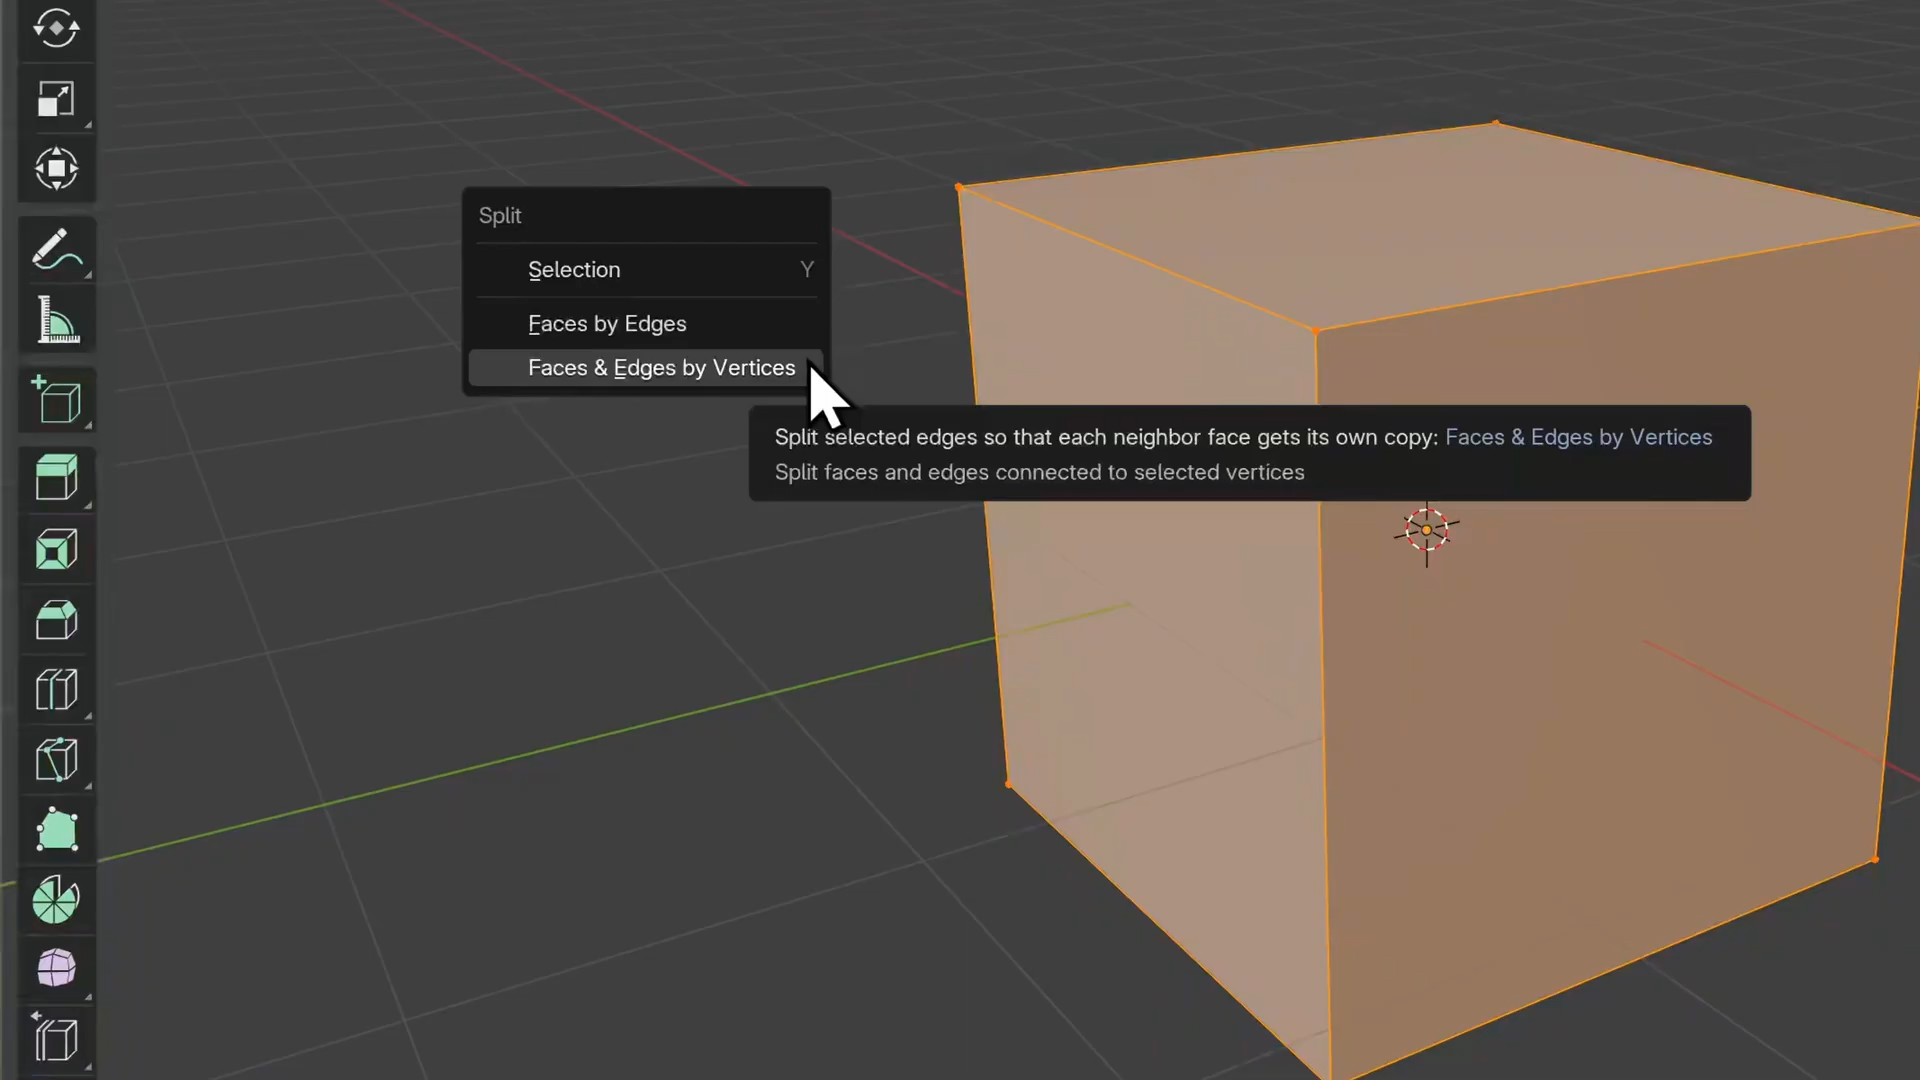 Split
Selection Y
Faces by Edges
Faces & Edges by Vertices
Split selected edges so that each neighbor face gets its own copy: Faces & Edges by Vertices
Split faces and edges connected to selected vertices